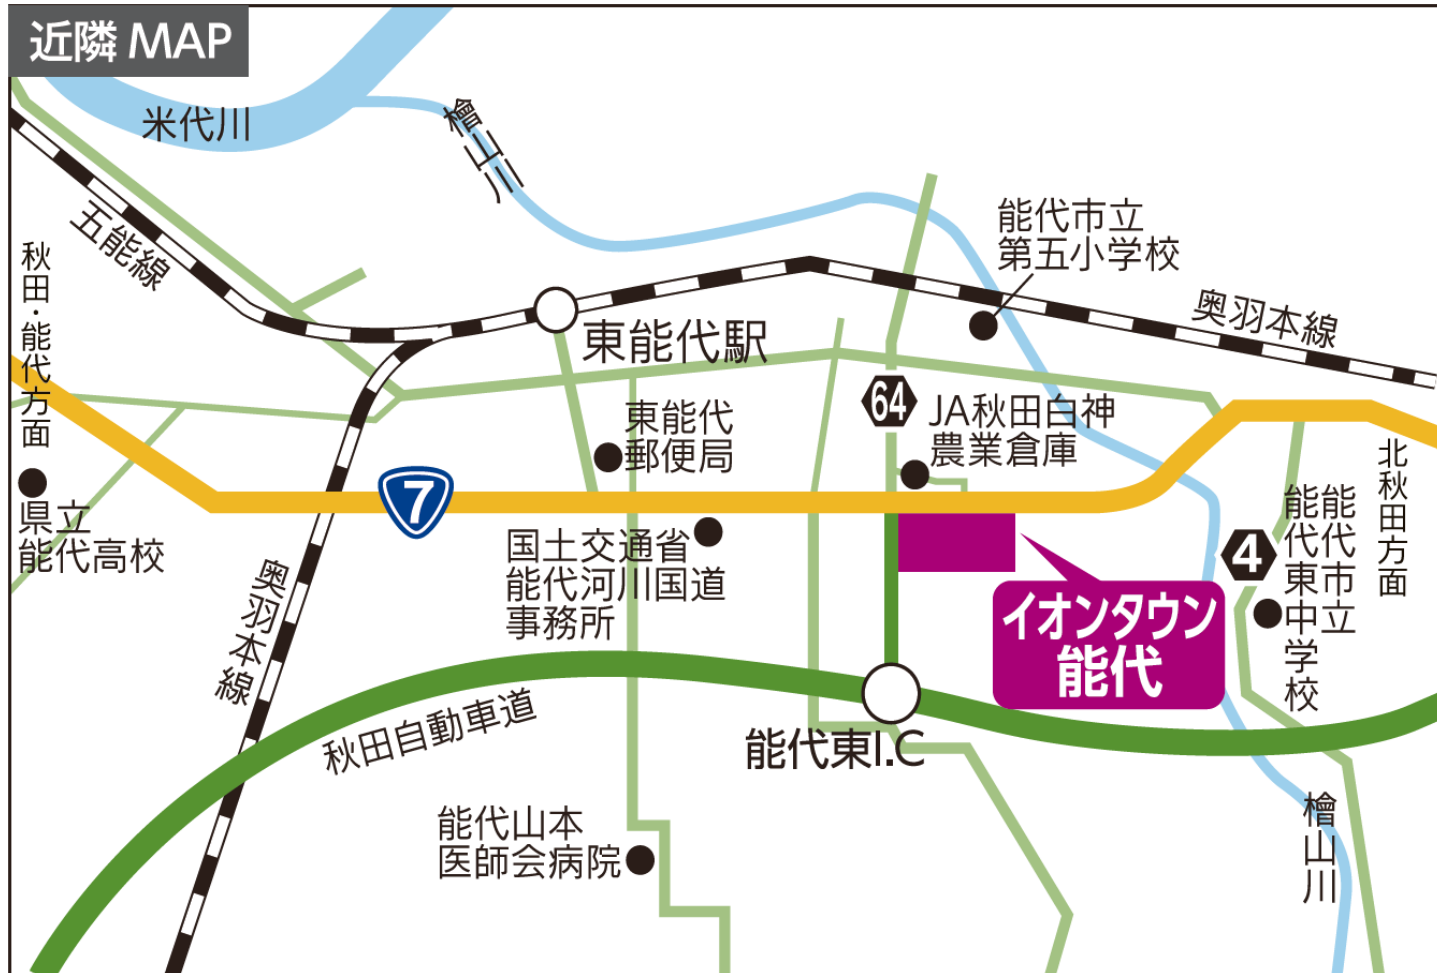 近隣 MAP
米代川
檜山川
五能線
秋田・能代方面
能代市立
第五小学校
奥羽本線
東能代駅
64
JA秋田白神
農業倉庫
東能代
郵便局
7
県立
能代高校
北秋田方面
国土交通省
能代河川国道
事務所
4
能代市立
能代東中学校
イオンタウン
能代
奥羽本線
秋田自動車道
能代東I.C
能代山本
医師会病院
檜山川